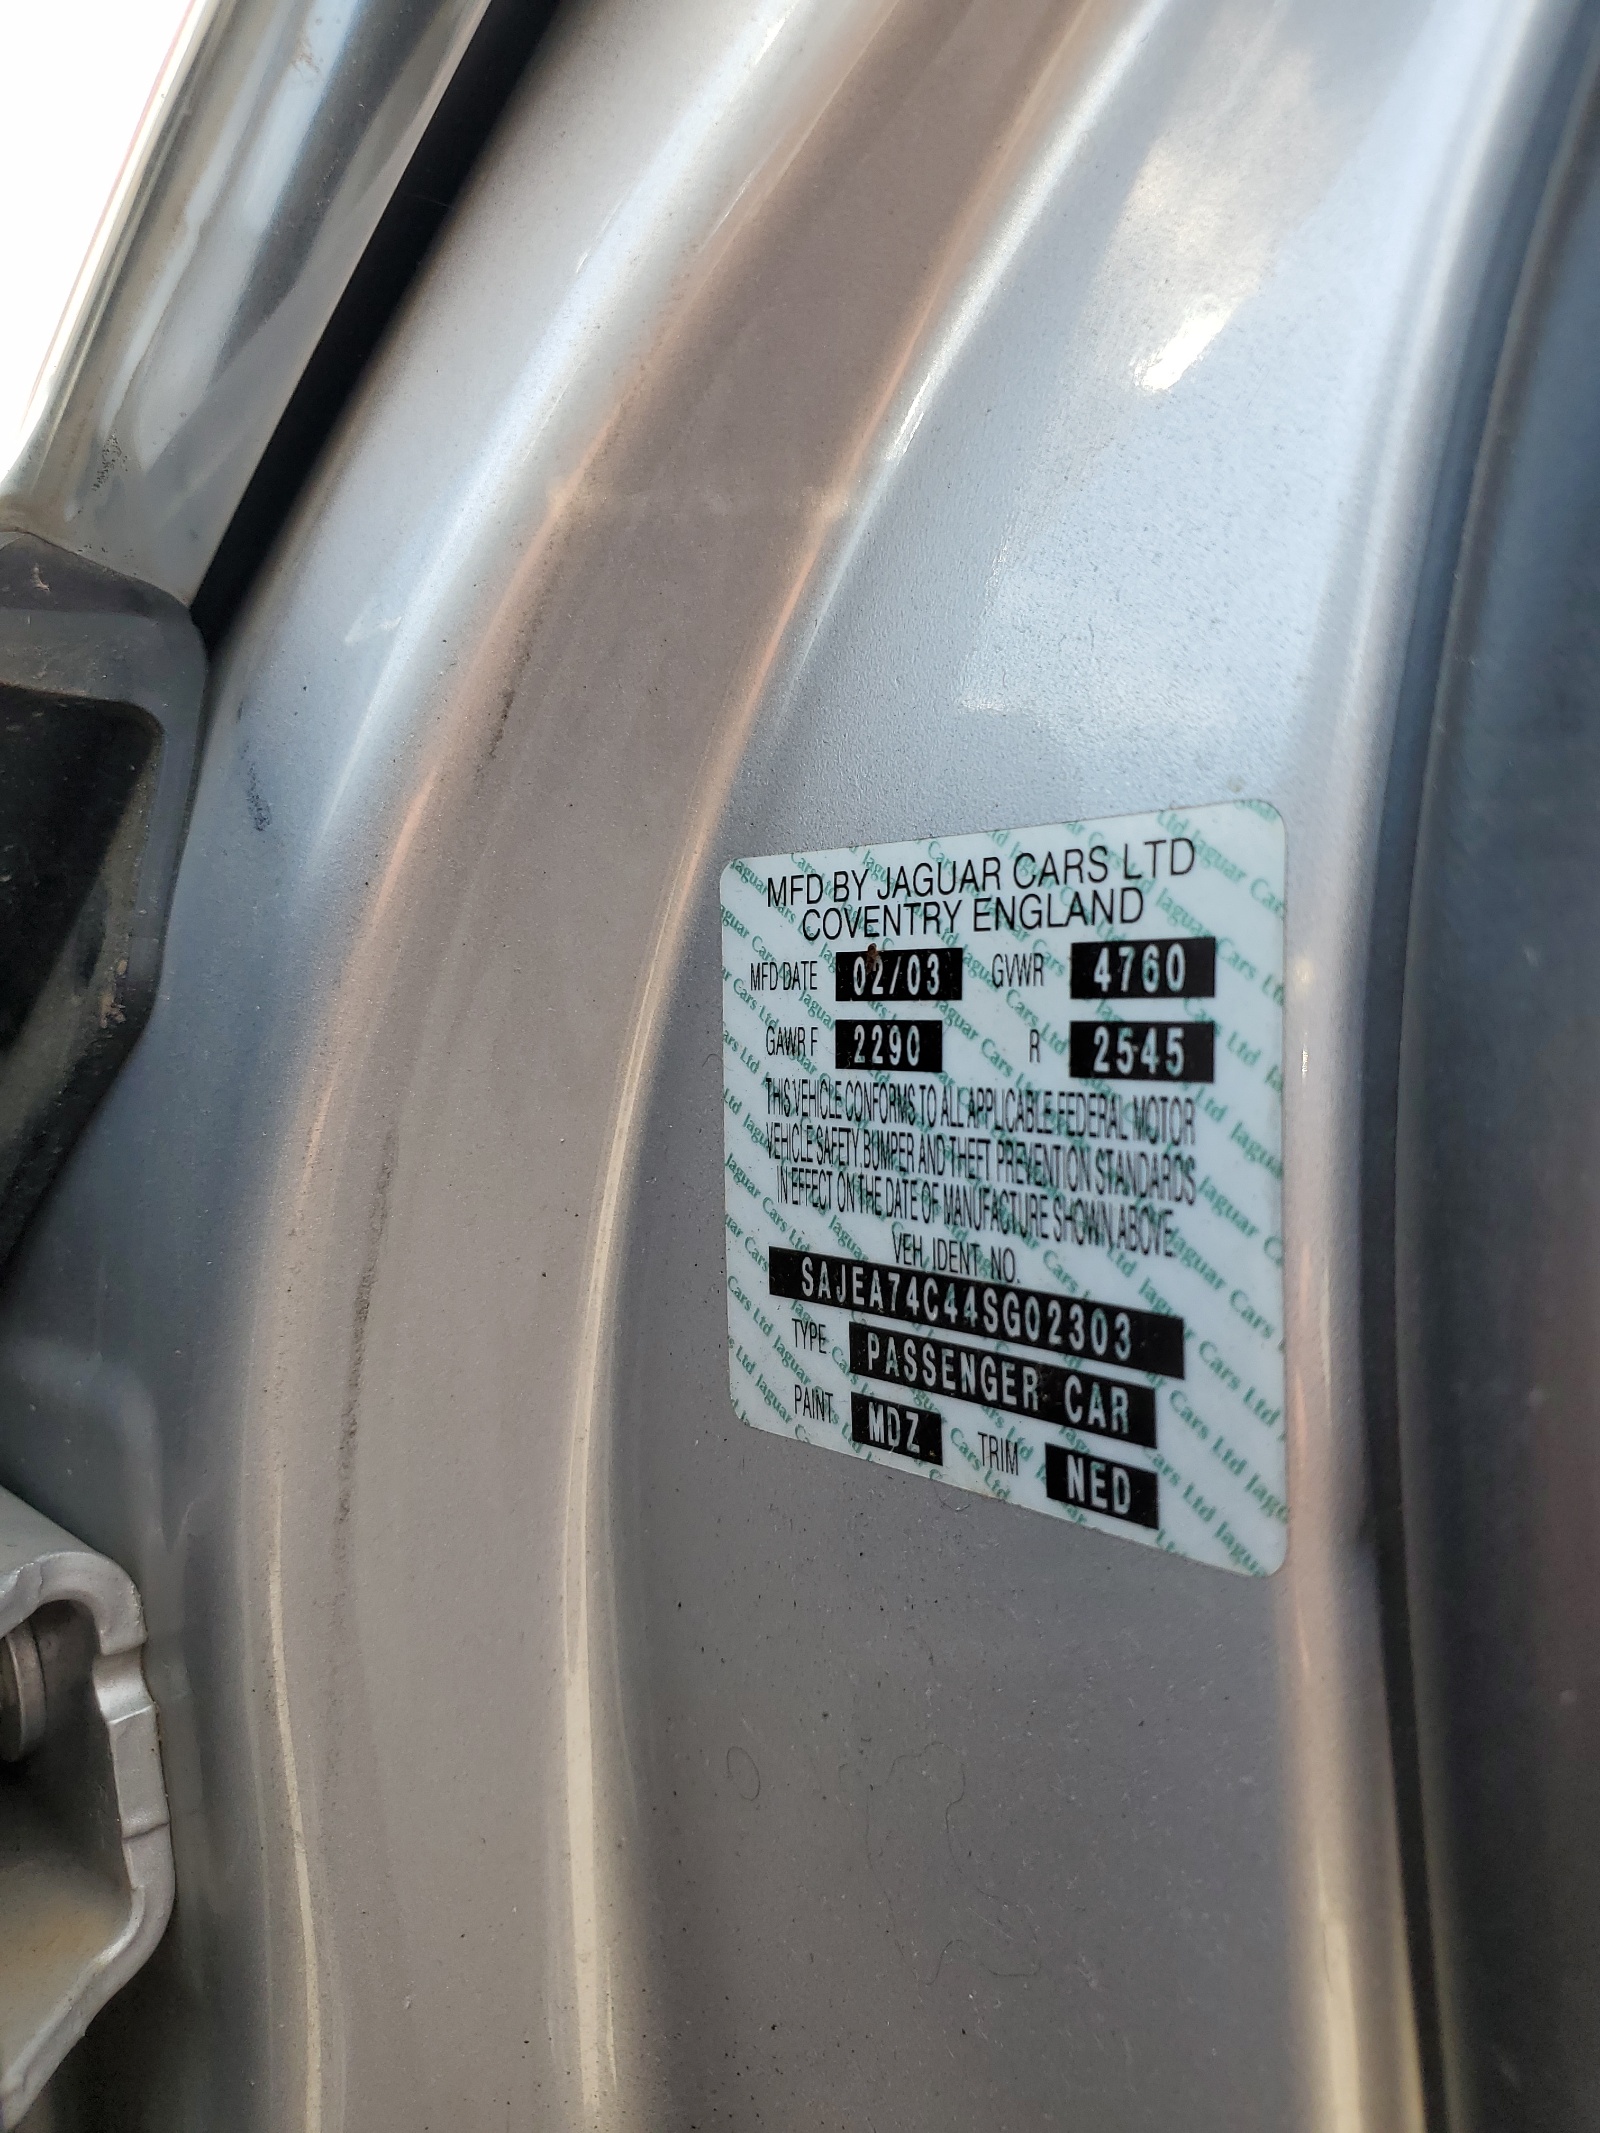 MFD BY JAGUAR CARS LTD
COVENTRY ENGLAND
MFD DATE 02/03 GVWR 4760
GAWR F 2290 R 2545
THIS VEHICLE CONFORMS TO ALL APPLICABLE FEDERAL MOTOR
VEHICLE SAFETY, BUMPER AND THEFT PREVENTION STANDARDS
IN EFFECT ON THE DATE OF MANUFACTURE SHOWN ABOVE.
VEH. IDENT. NO.
SAJEA74C44SG02303
TYPE PASSENGER CAR
PAINT MDZ TRIM NED